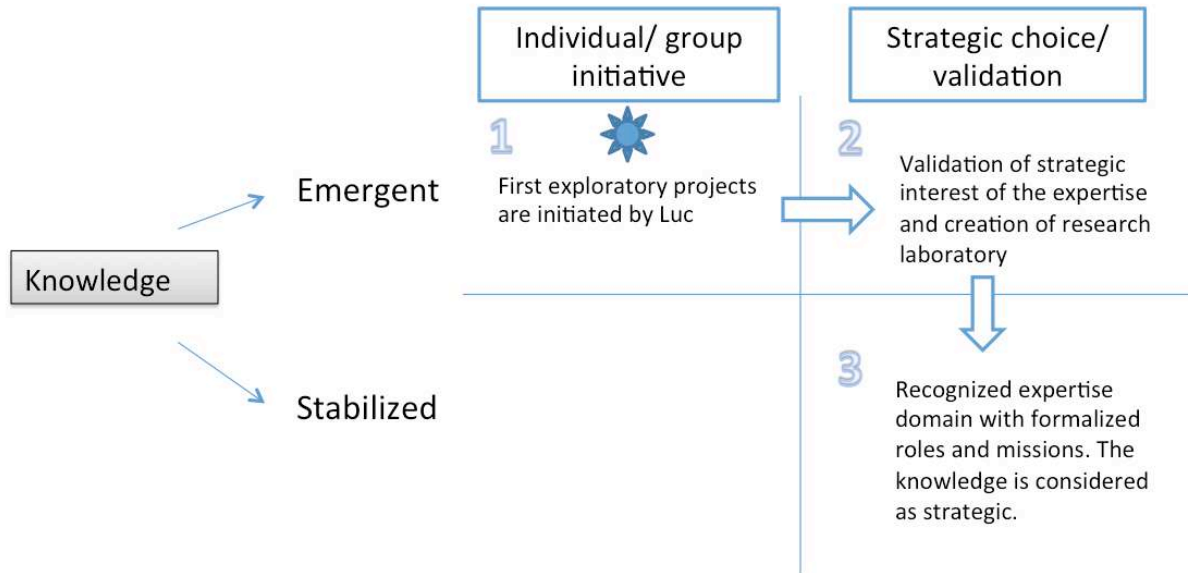 Individual/ group
initiative
Strategic choice/
validation
1
2
Emergent
First exploratory projects
are initiated by Luc
Validation of strategic
interest of the expertise
and creation of research
laboratory
Knowledge
3
Stabilized
Recognized expertise
domain with formalized
roles and missions. The
knowledge is considered
as strategic.